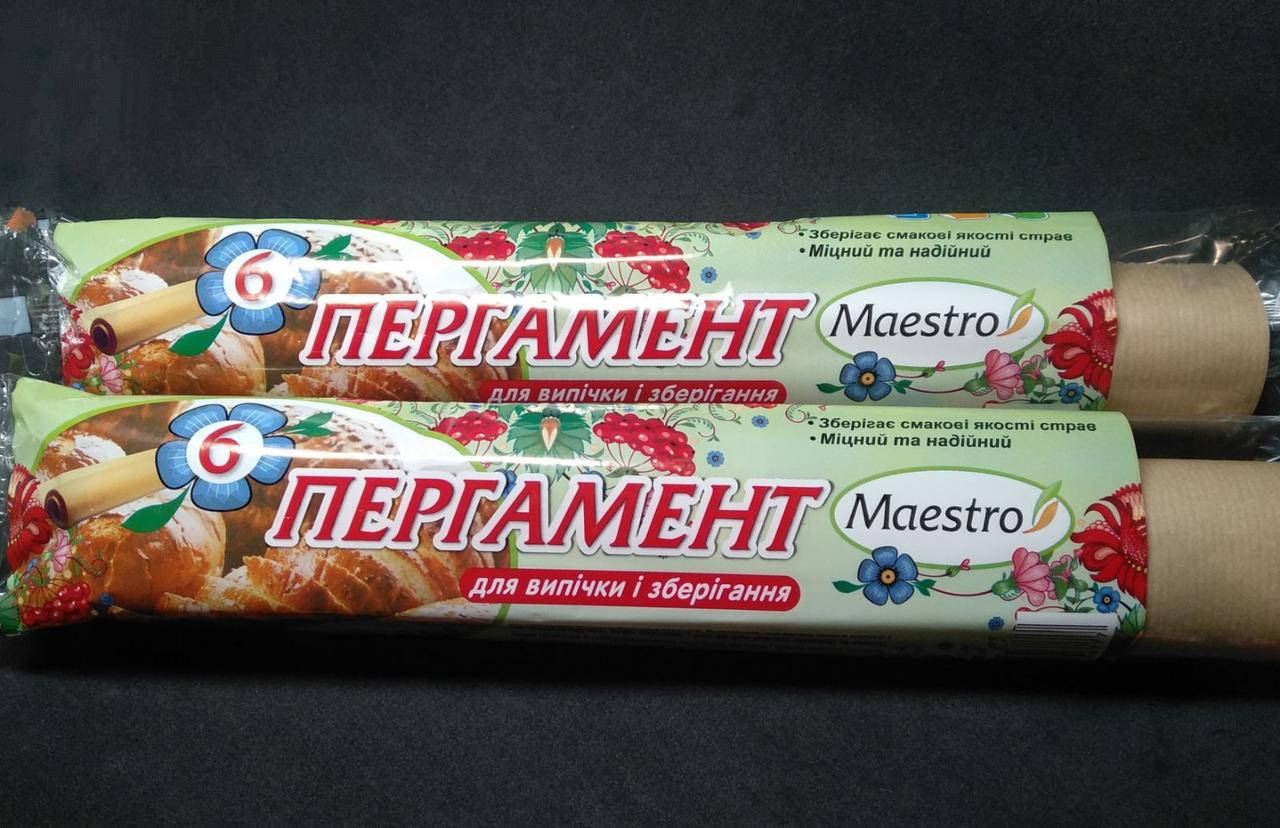 • Зберігає смакові якості страв
• Міцний та надійний
6
ПЕРГАМЕНТ
Maestro
для випічки і зберігання
• Зберігає смакові якості страв
• Міцний та надійний
6
ПЕРГАМЕНТ
Maestro
для випічки і зберігання